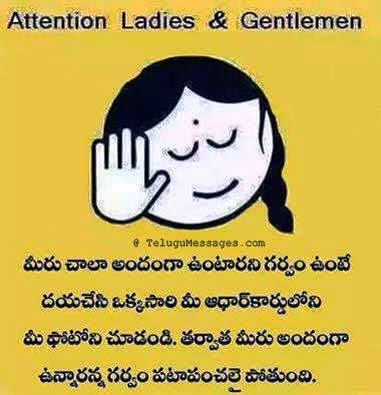 Attention Ladies & Gentlemen
@ TeluguMessages.com
మీరు చాలా అందంగా ఉంటారని గర్వం ఉంటే
దయచేసి ఒక్కసారి మీ ఆధార్‌కార్డులోని
మీ ఫోటోని చూడండి. తర్వాత మీరు అందంగా
ఉన్నారన్న గర్వం పటాపంచలై పోతుంది.